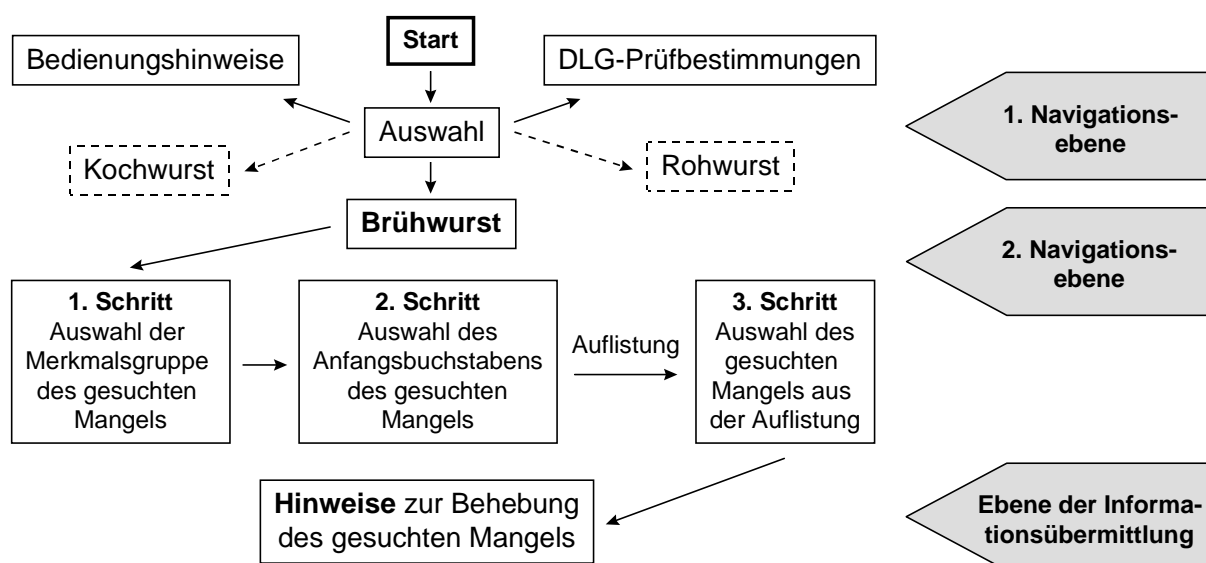 Start
Bedienungshinweise
DLG-Prüfbestimmungen
Auswahl
Kochwurst
Rohwurst
Brühwurst
1. Navigations-
ebene
2. Navigations-
ebene
1. Schritt
Auswahl der
Merkmalsgruppe
des gesuchten
Mangels
2. Schritt
Auswahl des
Anfangsbuchstabens
des gesuchten
Mangels
Auflistung
3. Schritt
Auswahl des
gesuchten
Mangels aus
der Auflistung
Hinweise zur Behebung
des gesuchten Mangels
Ebene der Informa-
tionsübermittlung